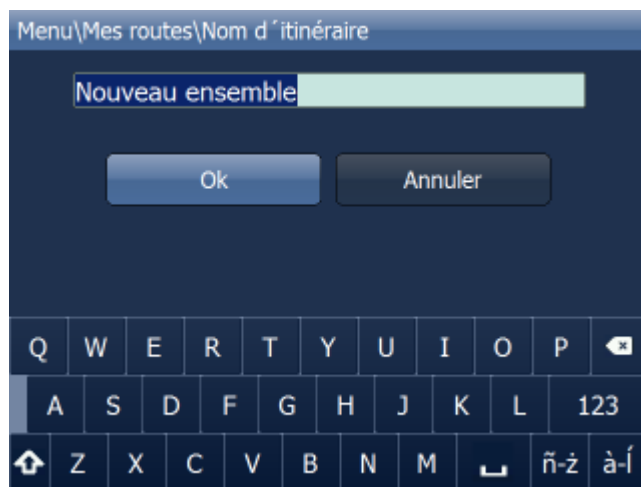 Menu\Mes routes\Nom d´itinéraire
Nouveau ensemble
Ok Annuler
Q W E R T Y U I O P
A S D F G H J K L 123
Z X C V B N M ñ-ż à-Í